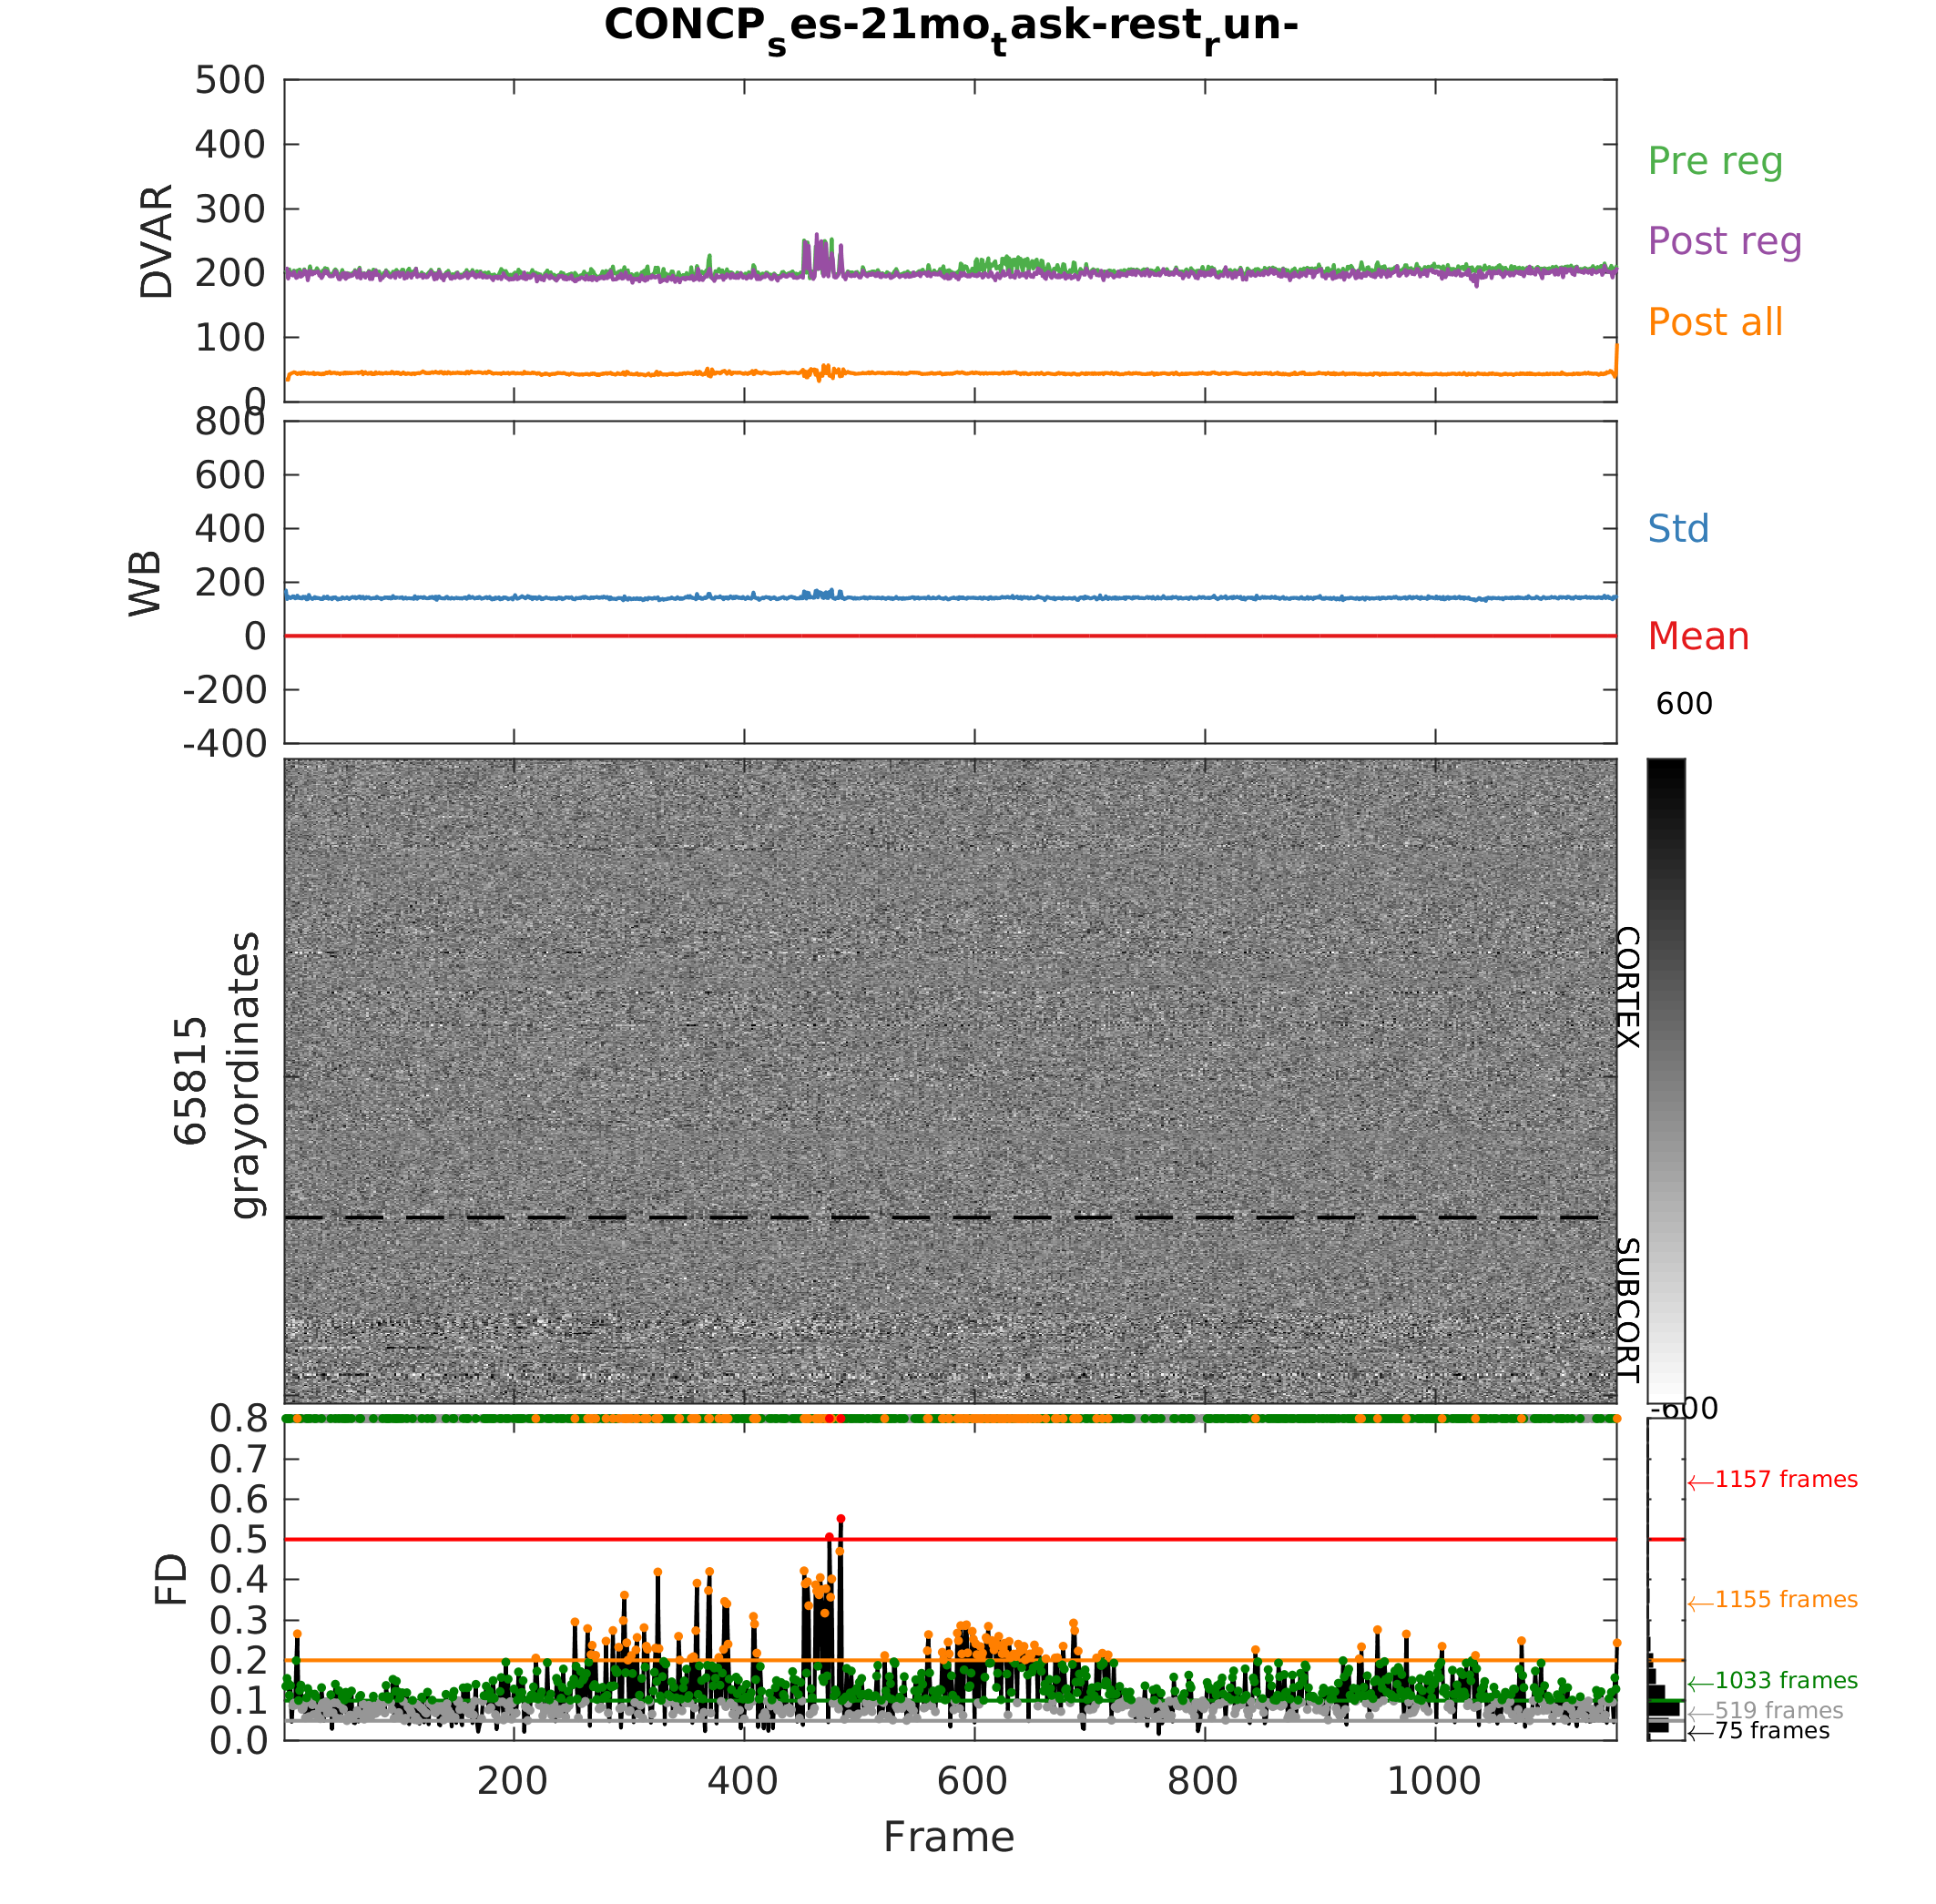 CONCPses-21motask-restrun-
500
400
300
200
100
0
DVAR
Pre reg
Post reg
Post all
800
600
400
200
0
-200
-400
WB
Std
Mean
600
65815
grayordinates
CORTEX
SUBCORT
-600
0.8
0.7
0.6
0.5
0.4
0.3
0.2
0.1
0.0
FD
←1157 frames
←1155 frames
←1033 frames
←519 frames
←75 frames
200 400 600 800 1000
Frame